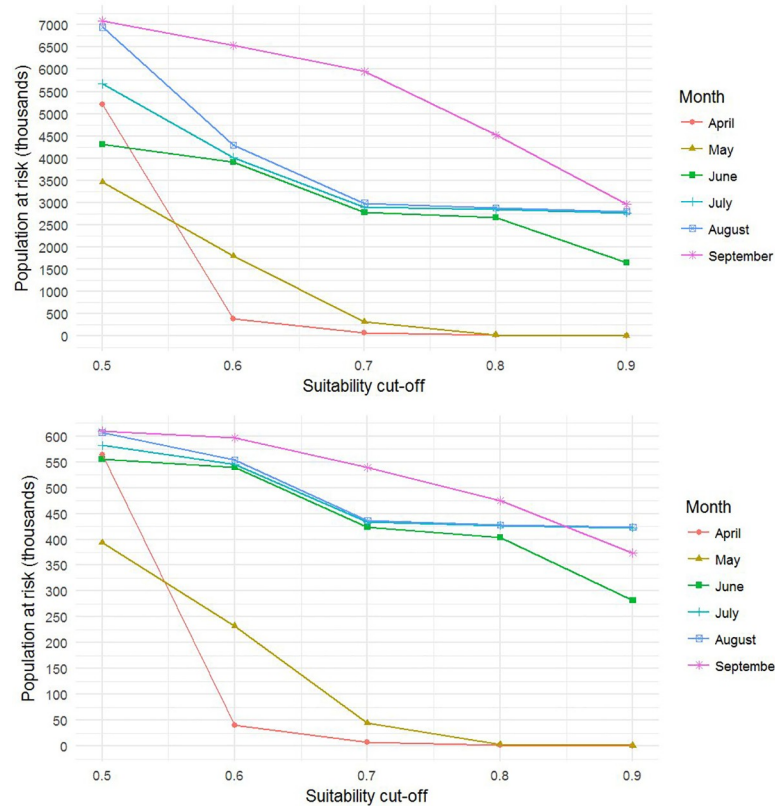 Population at risk (thousands)
7000
6500
6000
5500
5000
4500
4000
3500
3000
2500
2000
1500
1000
500
0
0.5 0.6 0.7 0.8 0.9
Suitability cut-off
Month
April
May
June
July
August
September
Population at risk (thousands)
600
550
500
450
400
350
300
250
200
150
100
50
0
0.5 0.6 0.7 0.8 0.9
Suitability cut-off
Month
April
May
June
July
August
Septembe